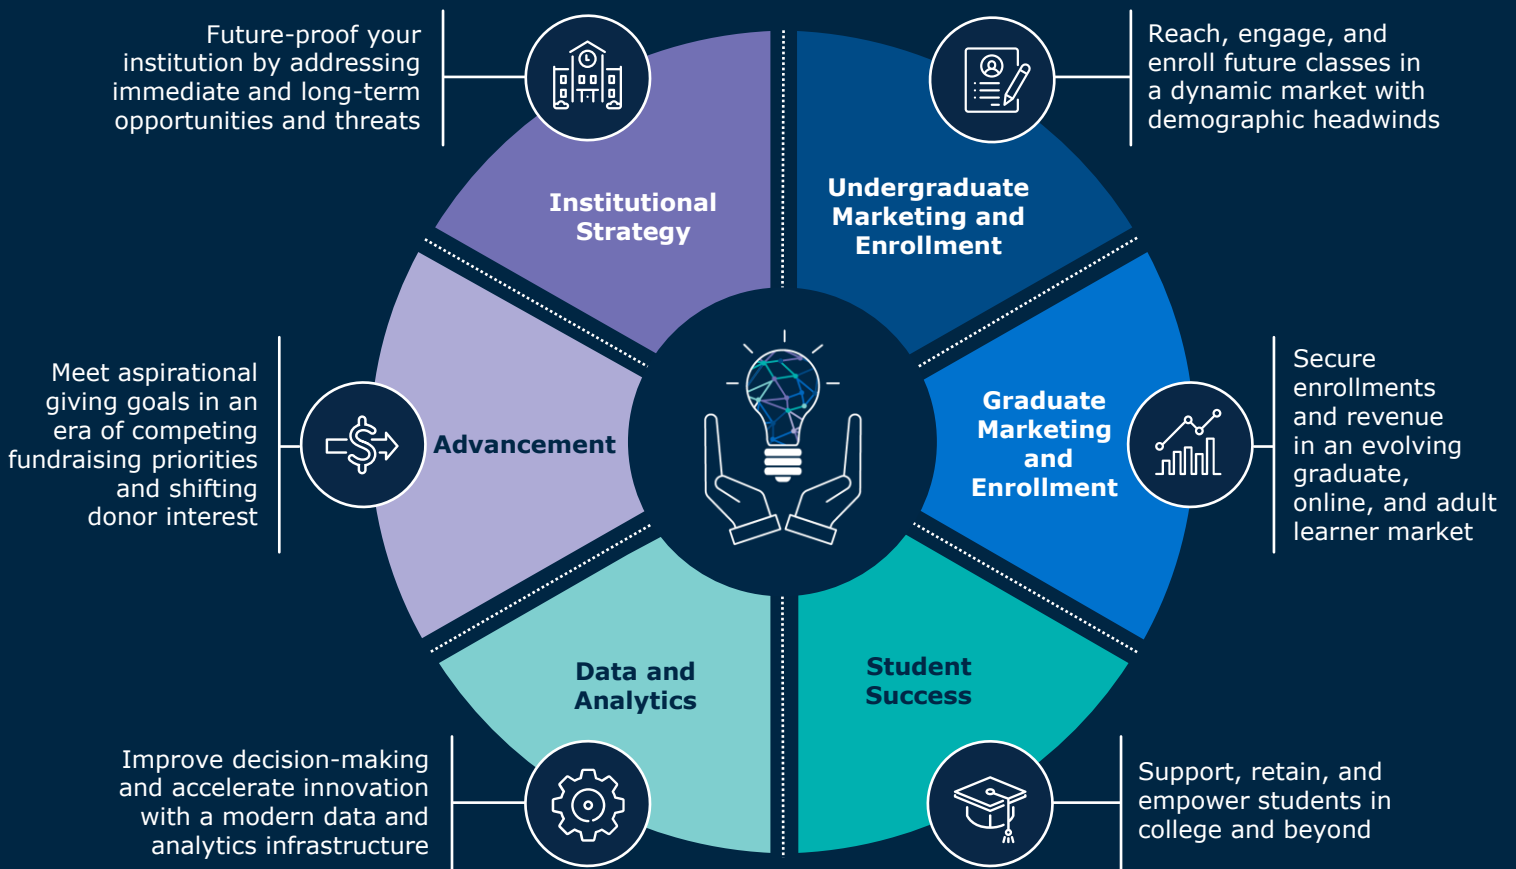 Future-proof your
institution by addressing
immediate and long-term
opportunities and threats
Reach, engage, and
enroll future classes in
a dynamic market with
demographic headwinds
Institutional
Strategy
Undergraduate
Marketing and
Enrollment
Meet aspirational
giving goals in an
era of competing
fundraising priorities
and shifting
donor interest
Advancement
Graduate
Marketing
and
Enrollment
Secure
enrollments
and revenue
in an evolving
graduate,
online, and adult
learner market
Data and
Analytics
Student
Success
Improve decision-making
and accelerate innovation
with a modern data and
analytics infrastructure
Support, retain, and
empower students in
college and beyond